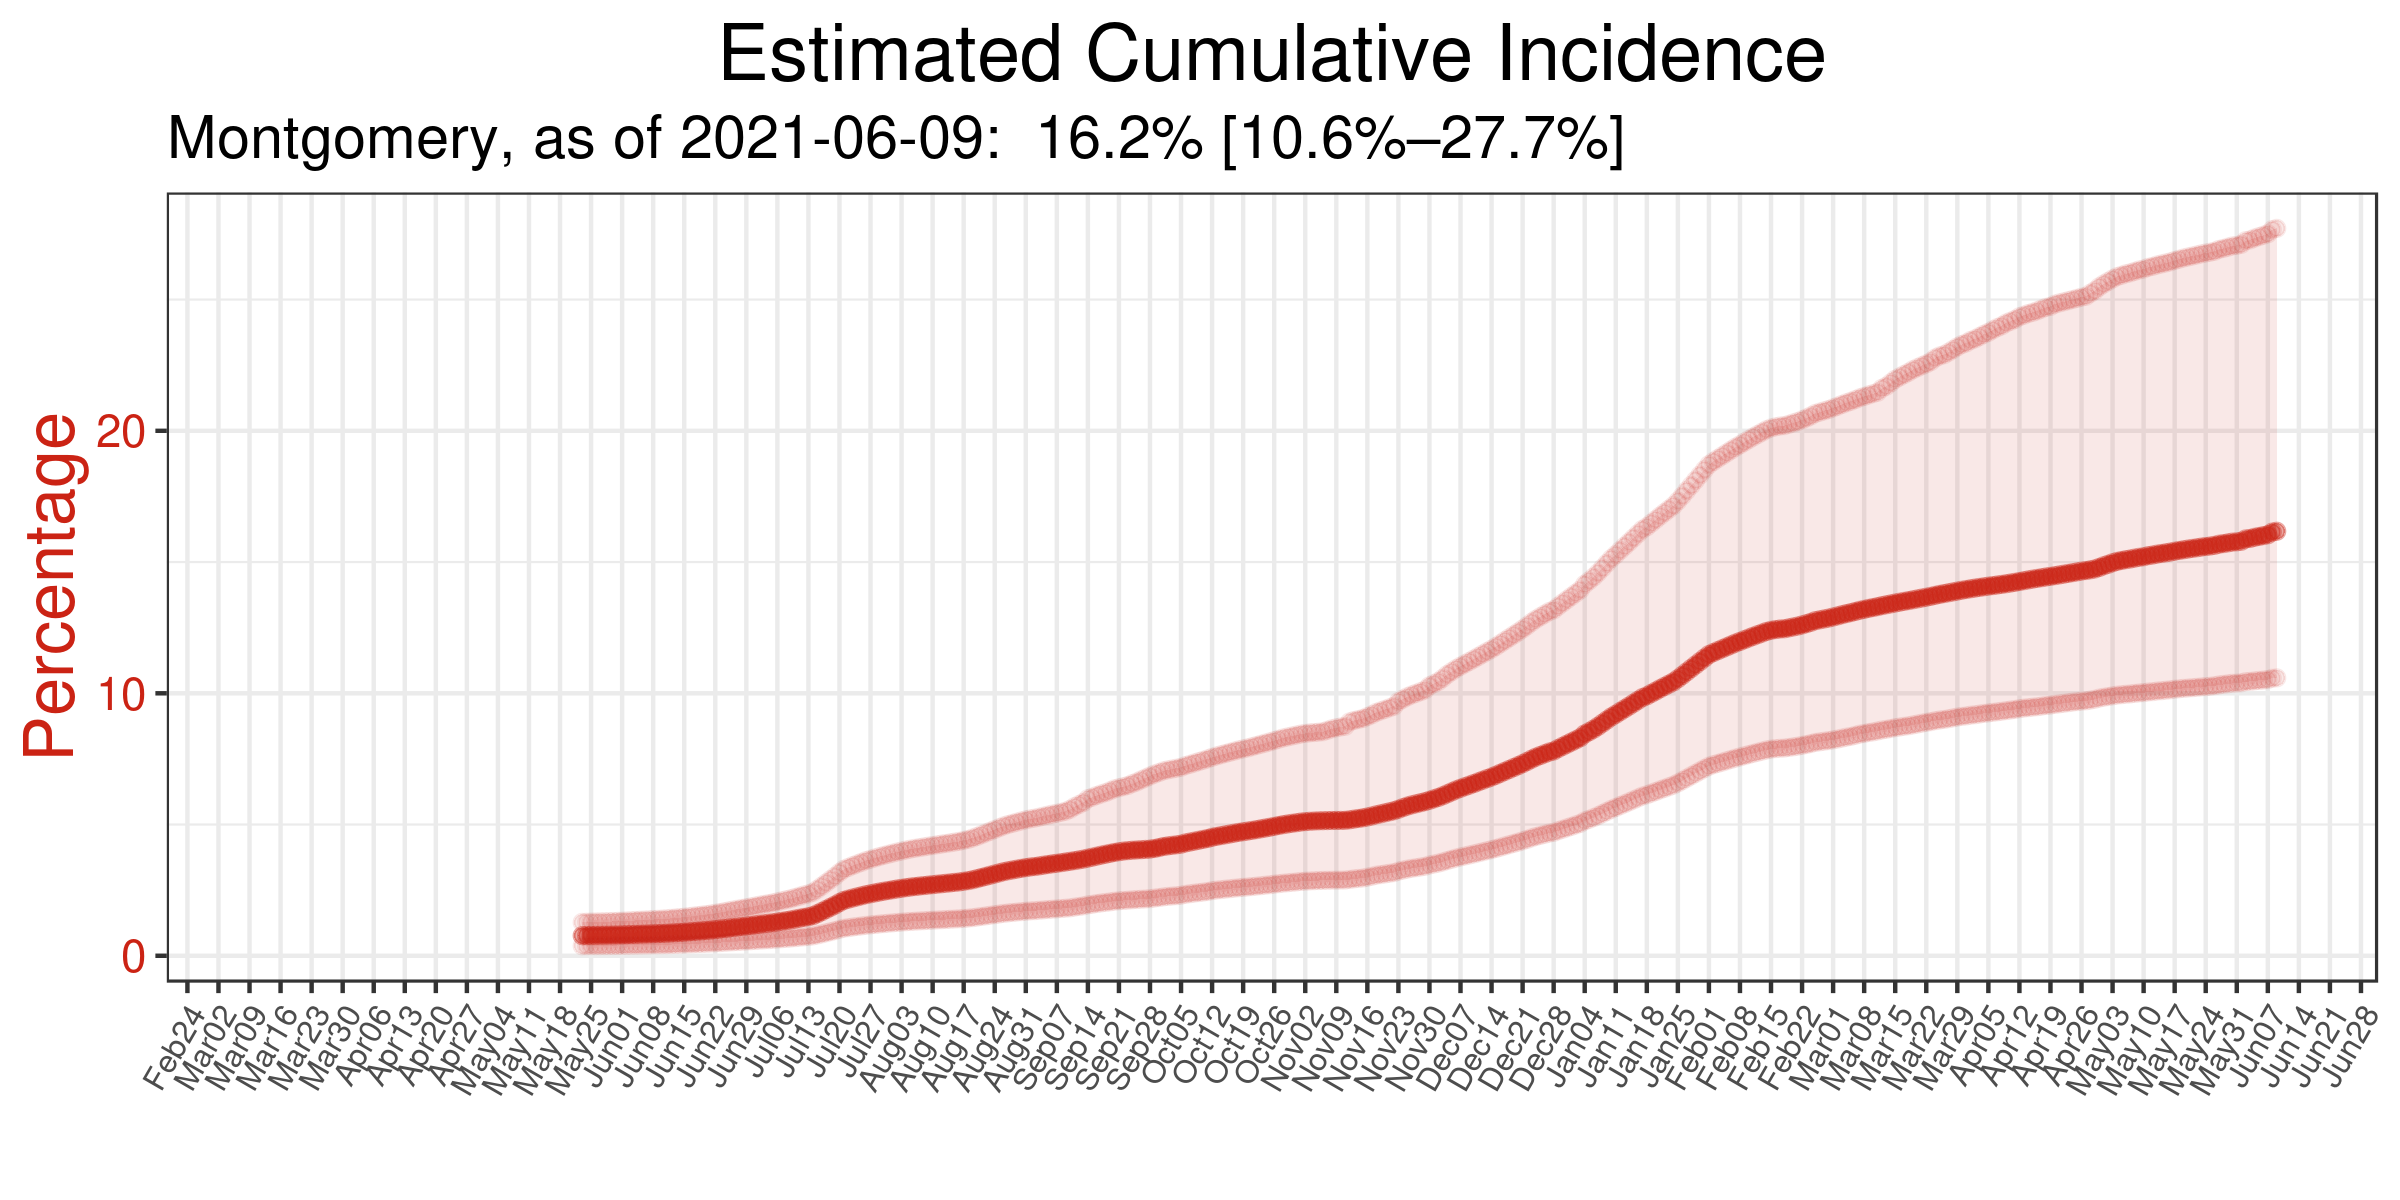 Estimated Cumulative Incidence
Montgomery, as of 2021-06-09: 16.2% [10.6%–27.7%]
Percentage
20
10
0
Feb24
Mar02
Mar09
Mar16
Mar23
Mar30
Apr06
Apr13
Apr20
Apr27
May04
May11
May18
May25
Jun01
Jun08
Jun15
Jun22
Jun29
Jul06
Jul13
Jul20
Jul27
Aug03
Aug10
Aug17
Aug24
Aug31
Sep07
Sep14
Sep21
Sep28
Oct05
Oct12
Oct19
Oct26
Nov02
Nov09
Nov16
Nov23
Nov30
Dec07
Dec14
Dec21
Dec28
Jan04
Jan11
Jan18
Jan25
Feb01
Feb08
Feb15
Feb22
Mar01
Mar08
Mar15
Mar22
Mar29
Apr05
Apr12
Apr19
Apr26
May03
May10
May17
May24
May31
Jun07
Jun14
Jun21
Jun28